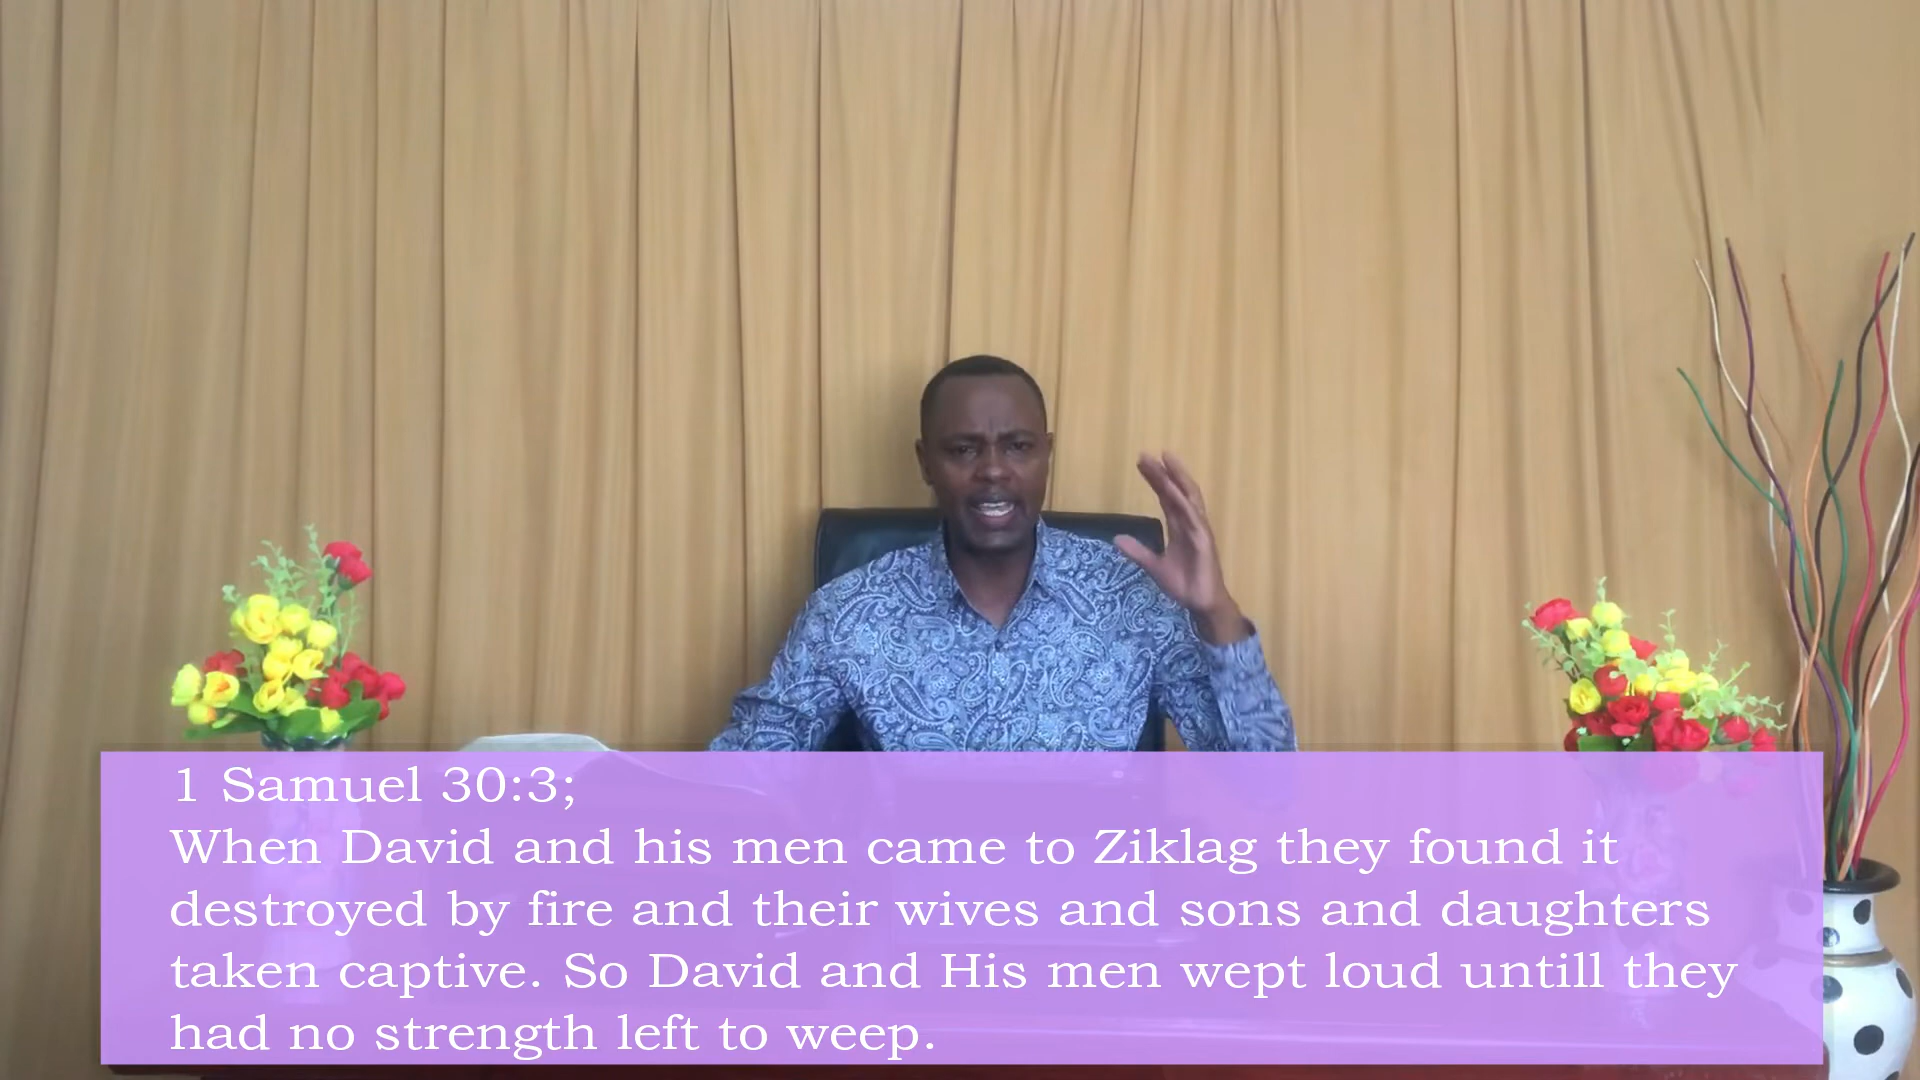 1 Samuel 30:3;
When David and his men came to Ziklag they found it
destroyed by fire and their wives and sons and daughters
taken captive. So David and His men wept loud untill they
had no strength left to weep.